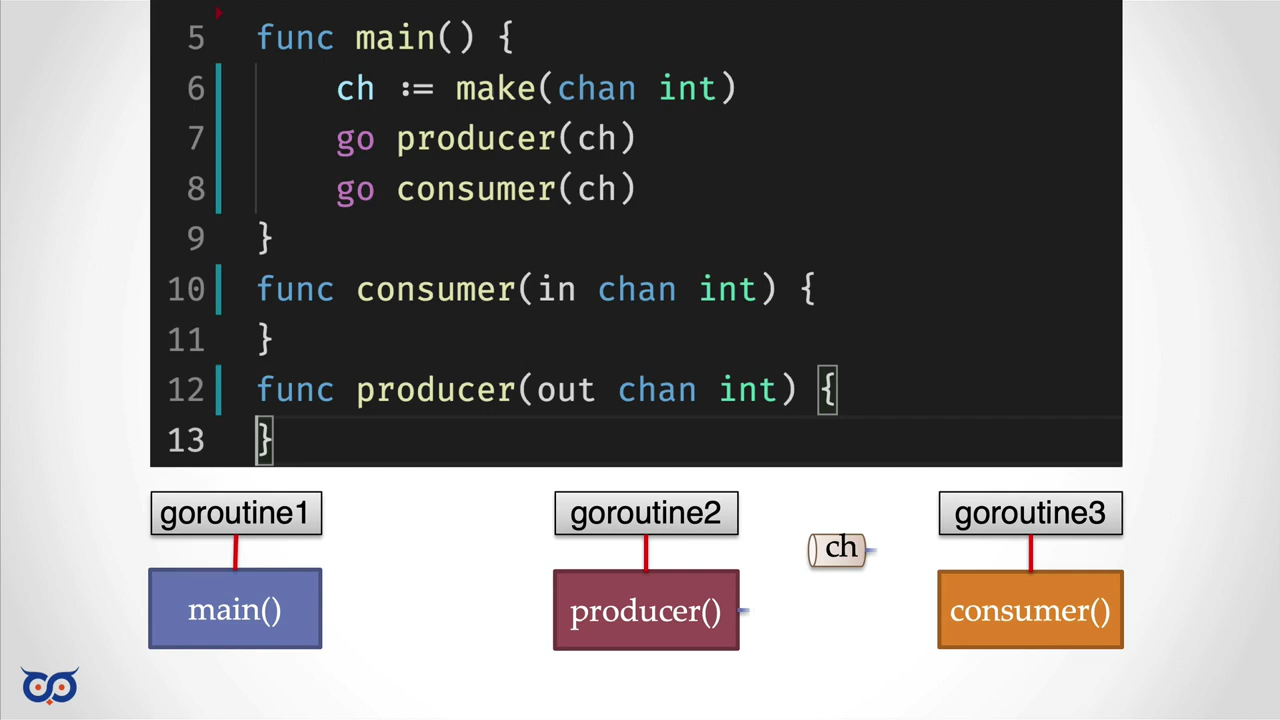 5 func main() {
6 ch := make(chan int)
7 go producer(ch)
8 go consumer(ch)
9 }
10 func consumer(in chan int) {
11 }
12 func producer(out chan int) {
13 }
goroutine1 goroutine2 goroutine3
ch
main() producer() consumer()